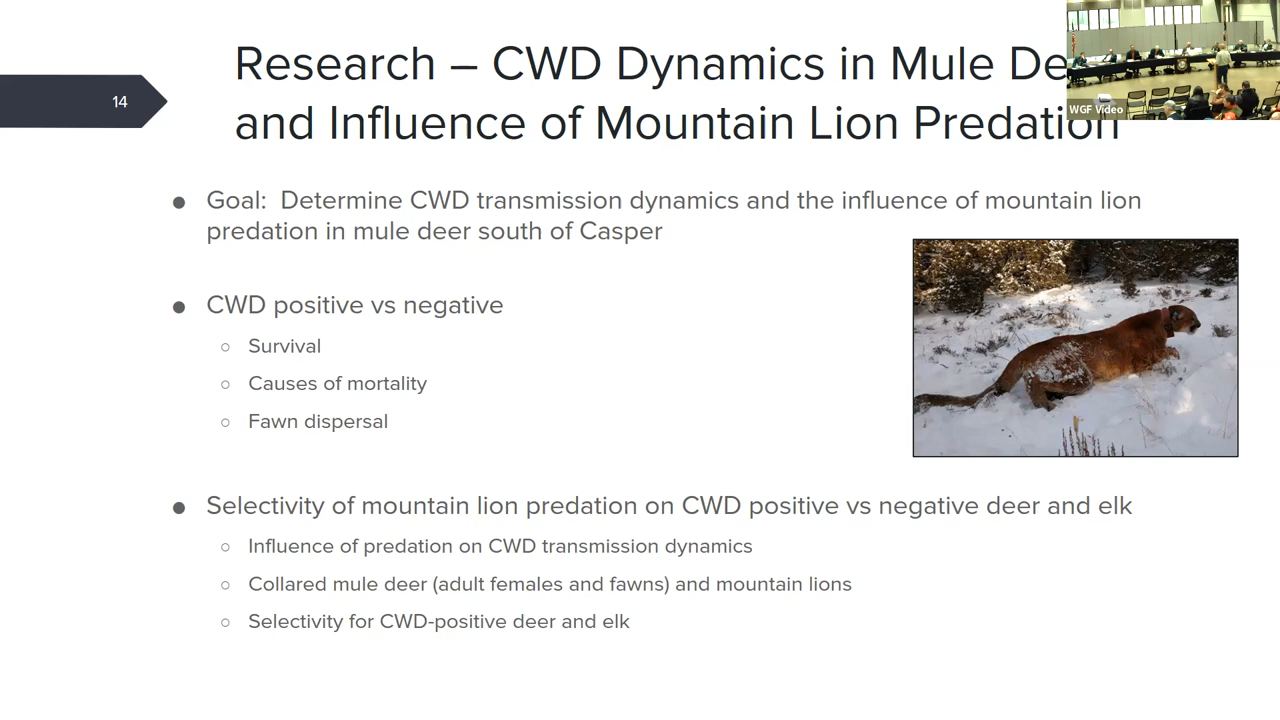 14
Research – CWD Dynamics in Mule De
and Influence of Mountain Lion Predation
WGF Video
● Goal: Determine CWD transmission dynamics and the influence of mountain lion
predation in mule deer south of Casper
● CWD positive vs negative
○ Survival
○ Causes of mortality
○ Fawn dispersal
● Selectivity of mountain lion predation on CWD positive vs negative deer and elk
○ Influence of predation on CWD transmission dynamics
○ Collared mule deer (adult females and fawns) and mountain lions
○ Selectivity for CWD-positive deer and elk